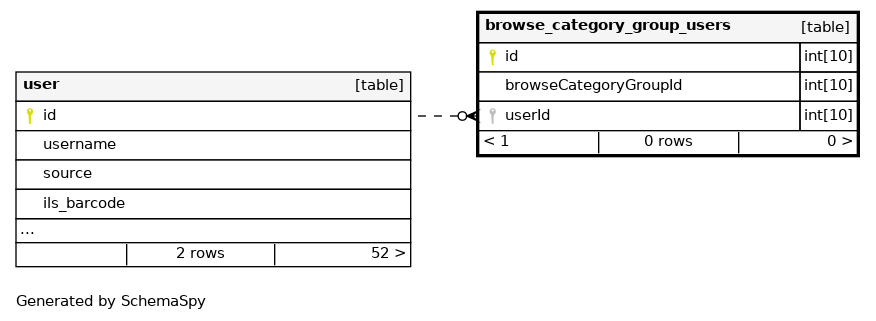 browse_category_group_users [table]
id int[10]
browseCategoryGroupId int[10]
userId int[10]
< 1 0 rows 0 >
user [table]
id
username
source
ils_barcode
...
2 rows 52 >
Generated by SchemaSpy